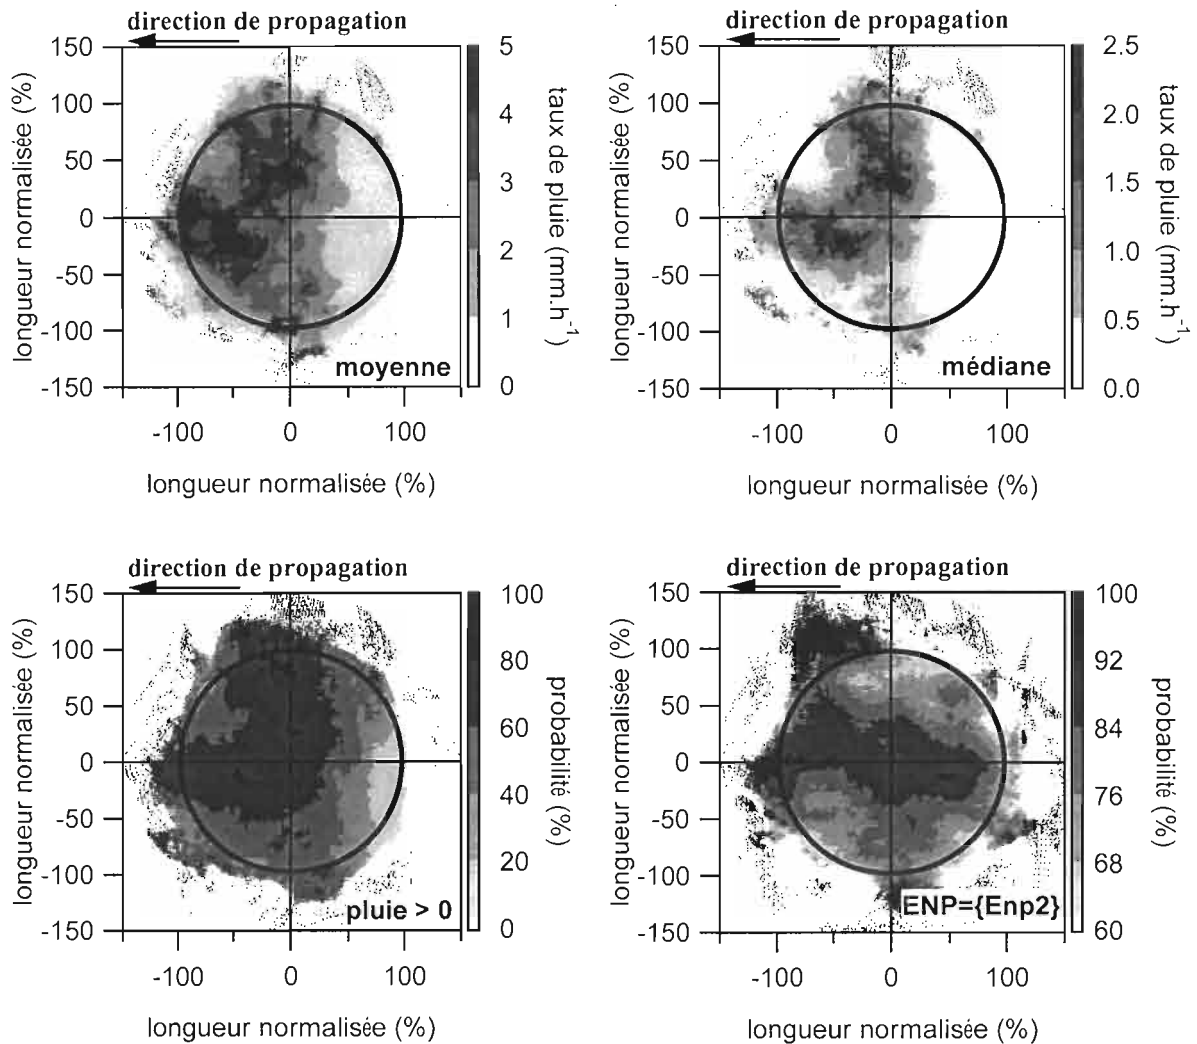 direction de propagation
longueur normalisée (%)
150
100
50
0
-50
-100
-150
-100 0 100
longueur normalisée (%)
moyenne
5
4
3
2
1
0
taux de pluie (mm.h-1)
direction de propagation
longueur normalisée (%)
150
100
50
0
-50
-100
-150
-100 0 100
longueur normalisée (%)
médiane
2.5
2.0
1.5
1.0
0.5
0.0
taux de pluie (mm.h-1)
direction de propagation
longueur normalisée (%)
150
100
50
0
-50
-100
-150
-100 0 100
longueur normalisée (%)
pluie > 0
100
80
60
40
20
0
probabilité (%)
direction de propagation
longueur normalisée (%)
150
100
50
0
-50
-100
-150
-100 0 100
longueur normalisée (%)
ENP={Enp2}
100
92
84
76
68
60
probabilité (%)